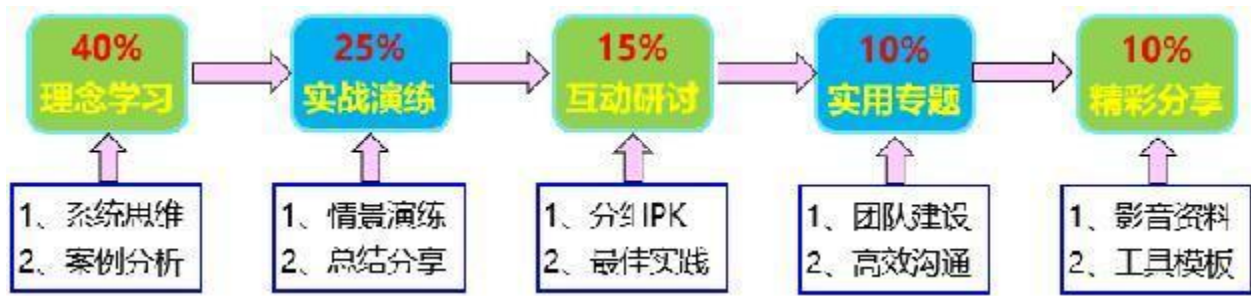 40%
理念学习
25%
实战演练
15%
互动研讨
10%
实用专题
10%
精彩分享
1、系统思维
2、案例分析
1、情景演练
2、总结分享
1、分组PK
2、最佳实践
1、团队建设
2、高效沟通
1、影音资料
2、工具模板